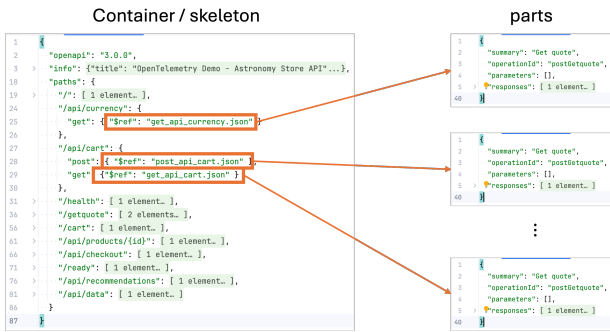 Container / skeleton
parts
1 {
2 "openapi": "3.0.0",
3 "info": {"title": "OpenTelemetry Demo - Astronomy Store API"...},
18 "paths": {
19 "/": [ 1 element… ],
24 "/api/currency": {
25 "get": { "$ref": "get_api_currency.json" }
26 },
27 "/api/cart": {
28 "post": { "$ref": "post_api_cart.json" },
29 "get": {"$ref": "get_api_cart.json" }
30 },
31 "/health": [ 1 element… ],
36 "/getquote": [ 2 elements… ],
56 "/cart": [ 1 element… ],
61 "/api/products/{id}": [ 1 element… ],
66 "/api/checkout": [ 1 element… ],
71 "/ready": [ 1 element… ],
76 "/api/recommendations": [ 1 element… ],
81 "/api/data": [ 1 element… ]
86 }
87 }
1 {
2 "summary": "Get quote",
3 "operationId": "postGetquote",
4 "parameters": [],
5 "responses": [ 1 element… ]
40 }
1 {
2 "summary": "Get quote",
3 "operationId": "postGetquote",
4 "parameters": [],
5 "responses": [ 1 element… ]
40 }
⋮
1 {
2 "summary": "Get quote",
3 "operationId": "postGetquote",
4 "parameters": [],
5 "responses": [ 1 element… ]
40 }